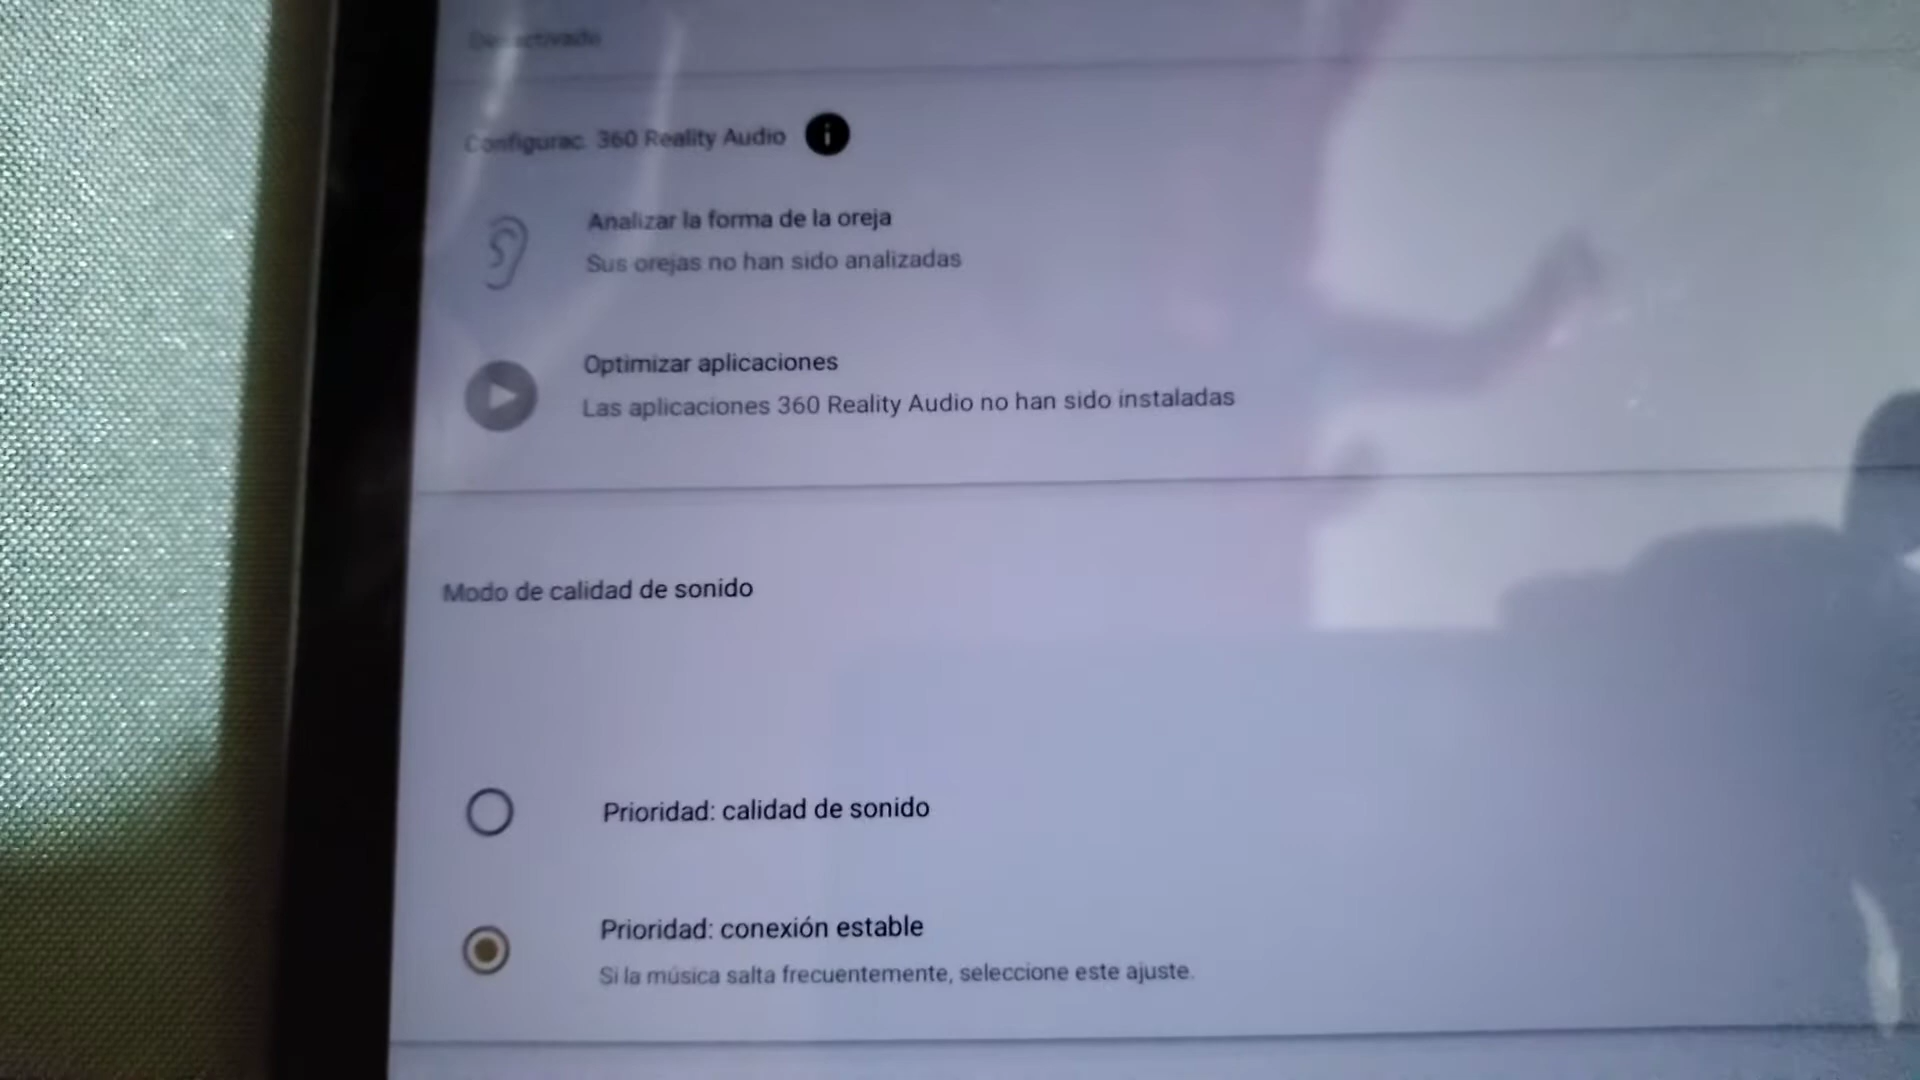 Desactivado
Configurac. 360 Reality Audio
Analizar la forma de la oreja
Sus orejas no han sido analizadas
Optimizar aplicaciones
Las aplicaciones 360 Reality Audio no han sido instaladas
Modo de calidad de sonido
Prioridad: calidad de sonido
Prioridad: conexión estable
Si la música salta frecuentemente, seleccione este ajuste.